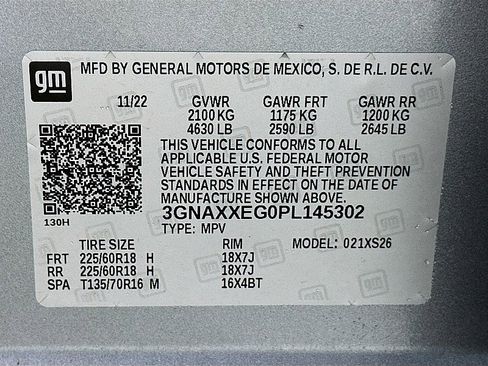 gm MFD BY GENERAL MOTORS DE MEXICO, S. DE R.L. DE C.V.
11/22 GVWR GAWR FRT GAWR RR
2100 KG 1175 KG 1200 KG
4630 LB 2590 LB 2645 LB
THIS VEHICLE CONFORMS TO ALL
APPLICABLE U.S. FEDERAL MOTOR
VEHICLE SAFETY AND THEFT PREVENTION
STANDARDS IN EFFECT ON THE DATE OF
MANUFACTURE SHOWN ABOVE.
3GNAXXEG0PL145302
130H TYPE: MPV
TIRE SIZE RIM MODEL: 021XS26
FRT 225/60R18 H 18X7J
RR 225/60R18 H 18X7J
SPA T135/70R16 M 16X4BT